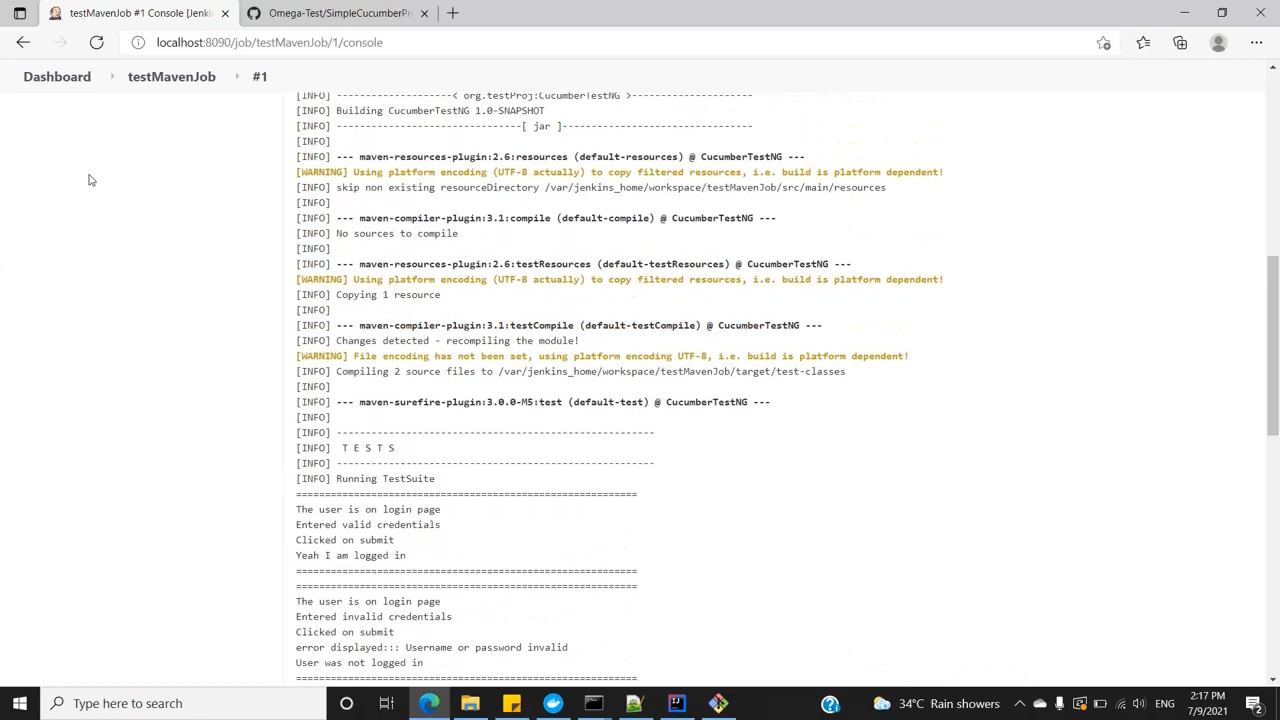 testMavenJob #1 Console [Jenki
Omega-Test/SimpleCucumberPr
localhost:8090/job/testMavenJob/1/console
Dashboard
testMavenJob
#1
[INFO] --------------------< org.testProj:CucumberTestNG >---------------------
[INFO] Building CucumberTestNG 1.0-SNAPSHOT
[INFO] --------------------------------[ jar ]---------------------------------
[INFO]
[INFO] --- maven-resources-plugin:2.6:resources (default-resources) @ CucumberTestNG ---
[WARNING] Using platform encoding (UTF-8 actually) to copy filtered resources, i.e. build is platform dependent!
[INFO] skip non existing resourceDirectory /var/jenkins_home/workspace/testMavenJob/src/main/resources
[INFO]
[INFO] --- maven-compiler-plugin:3.1:compile (default-compile) @ CucumberTestNG ---
[INFO] No sources to compile
[INFO]
[INFO] --- maven-resources-plugin:2.6:testResources (default-testResources) @ CucumberTestNG ---
[WARNING] Using platform encoding (UTF-8 actually) to copy filtered resources, i.e. build is platform dependent!
[INFO] Copying 1 resource
[INFO]
[INFO] --- maven-compiler-plugin:3.1:testCompile (default-testCompile) @ CucumberTestNG ---
[INFO] Changes detected - recompiling the module!
[WARNING] File encoding has not been set, using platform encoding UTF-8, i.e. build is platform dependent!
[INFO] Compiling 2 source files to /var/jenkins_home/workspace/testMavenJob/target/test-classes
[INFO]
[INFO] --- maven-surefire-plugin:3.0.0-M5:test (default-test) @ CucumberTestNG ---
[INFO]
[INFO] -------------------------------------------------------
[INFO]  T E S T S
[INFO] -------------------------------------------------------
[INFO] Running TestSuite
===========================================================
The user is on login page
Entered valid credentials
Clicked on submit
Yeah I am logged in
===========================================================
===========================================================
The user is on login page
Entered invalid credentials
Clicked on submit
error displayed::: Username or password invalid
User was not logged in
===========================================================
Type here to search
34°C Rain showers
ENG
2:17 PM
7/9/2021
2